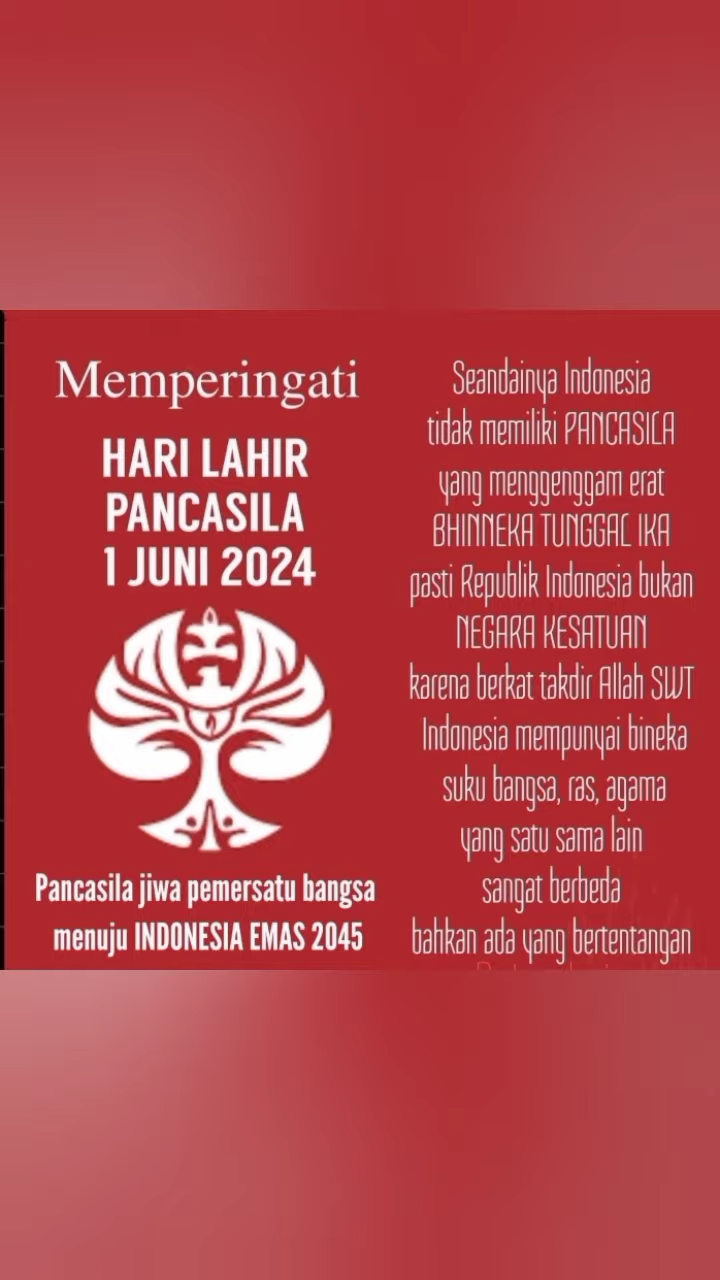 Memperingati
HARI LAHIR
PANCASILA
1 JUNI 2024
Pancasila jiwa pemersatu bangsa
menuju INDONESIA EMAS 2045
Seandainya Indonesia
tidak memiliki PANCASILA
yang menggenggam erat
BHINNEKA TUNGGAL IKA
pasti Republik Indonesia bukan
NEGARA KESATUAN
karena berkat takdir Allah SWT
Indonesia mempunyai bineka
suku bangsa, ras, agama
yang satu sama lain
sangat berbeda
bahkan ada yang bertentangan